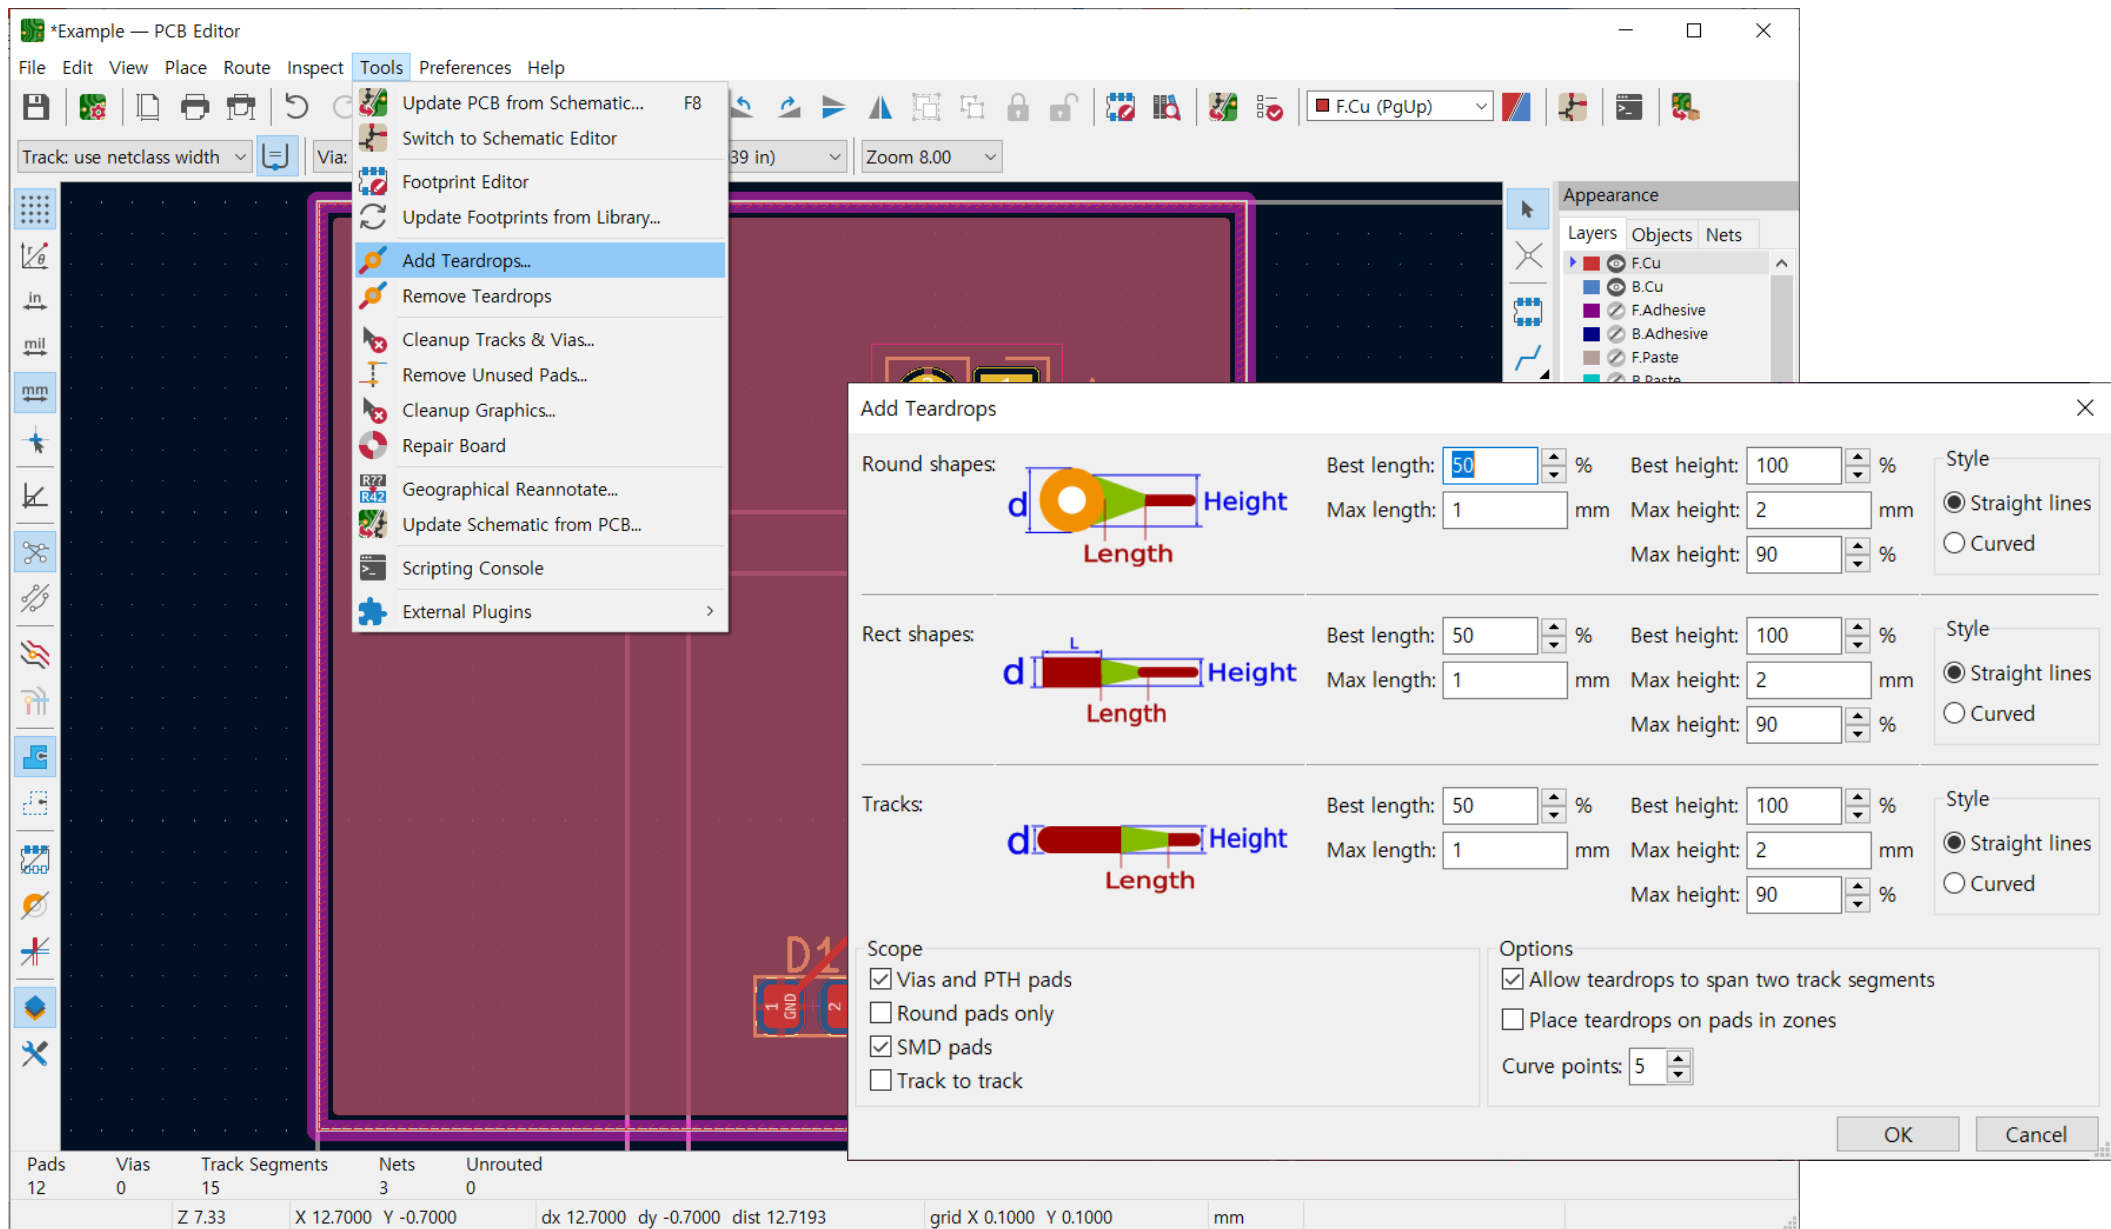 *Example — PCB Editor
File Edit View Place Route Inspect Tools Preferences Help
F.Cu (PgUp)
Track: use netclass width
Via:
39 in)
Zoom 8.00
Update PCB from Schematic... F8
Switch to Schematic Editor
Footprint Editor
Update Footprints from Library...
Add Teardrops...
Remove Teardrops
Cleanup Tracks & Vias...
Remove Unused Pads...
Cleanup Graphics...
Repair Board
R??
R42
Geographical Reannotate...
Update Schematic from PCB...
Scripting Console
External Plugins
r
θ
in
mil
mm
Appearance
Layers Objects Nets
F.Cu
B.Cu
F.Adhesive
B.Adhesive
F.Paste
B.Paste
D1
1
GND
2
Add Teardrops
Round shapes:
d
Height
Length
Best length: 50 %
Best height: 100 %
Max length: 1 mm
Max height: 2 mm
Max height: 90 %
Style
Straight lines
Curved
Rect shapes:
L
d
Height
Length
Best length: 50 %
Best height: 100 %
Max length: 1 mm
Max height: 2 mm
Max height: 90 %
Style
Straight lines
Curved
Tracks:
d
Height
Length
Best length: 50 %
Best height: 100 %
Max length: 1 mm
Max height: 2 mm
Max height: 90 %
Style
Straight lines
Curved
Scope
Vias and PTH pads
Round pads only
SMD pads
Track to track
Options
Allow teardrops to span two track segments
Place teardrops on pads in zones
Curve points: 5
OK Cancel
Pads Vias Track Segments Nets Unrouted
12 0 15 3 0
Z 7.33 X 12.7000 Y -0.7000 dx 12.7000 dy -0.7000 dist 12.7193 grid X 0.1000 Y 0.1000 mm